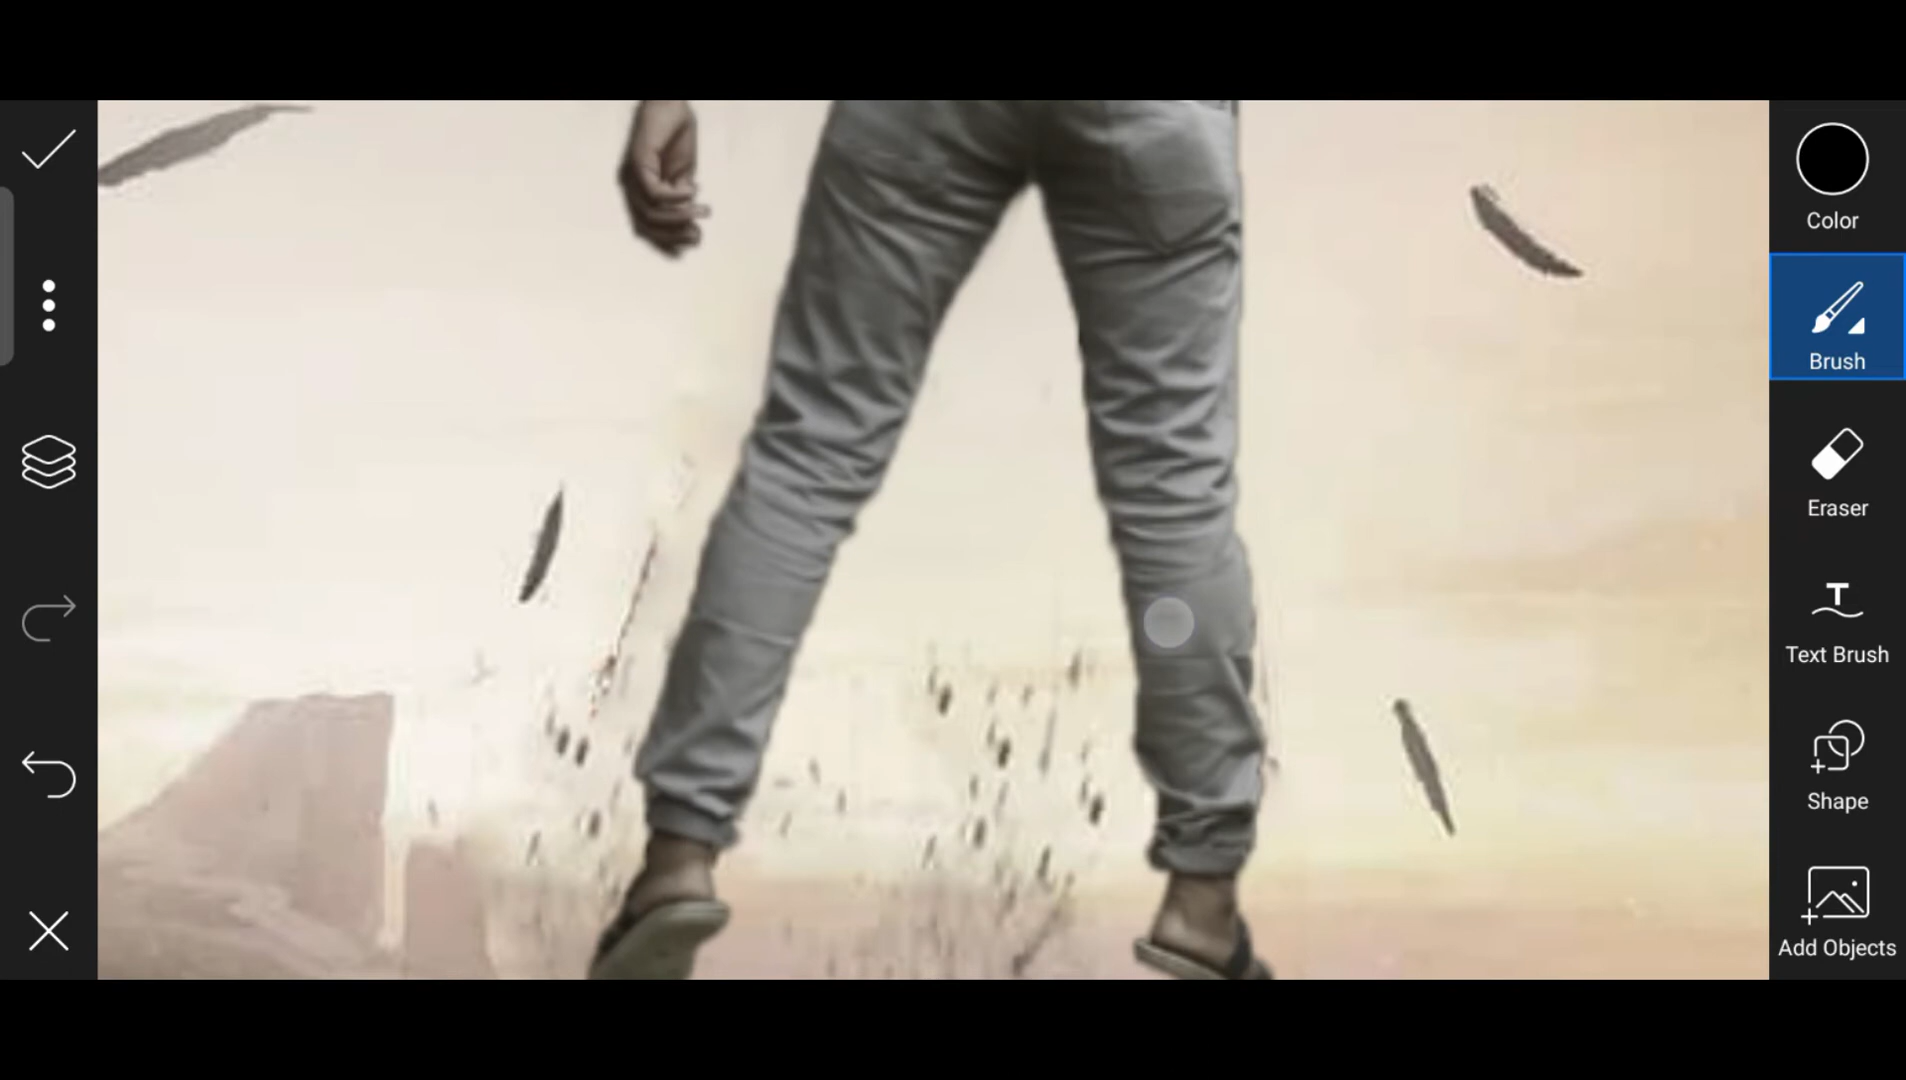 Color
Brush
Eraser
T
Text Brush
Shape
Add Objects